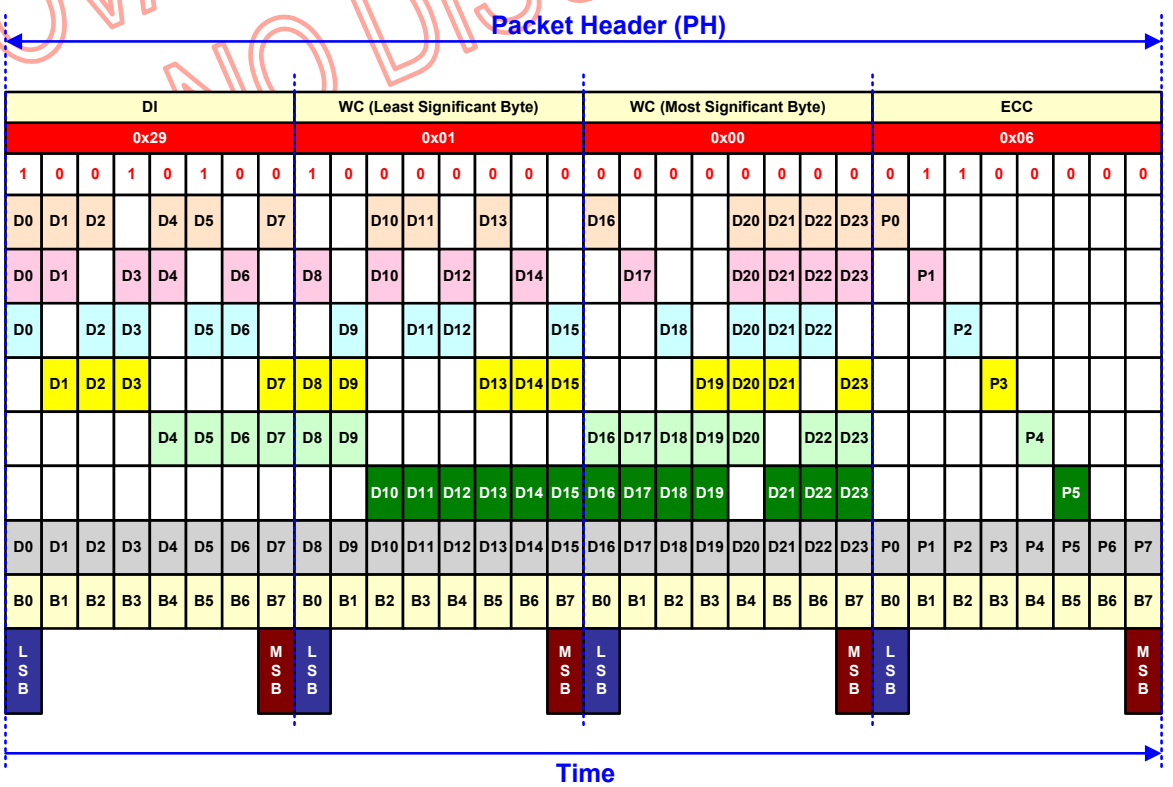 Packet Header (PH)
DI WC (Least Significant Byte) WC (Most Significant Byte) ECC
0x29 0x01 0x00 0x06
1 0 0 1 0 1 0 0 1 0 0 0 0 0 0 0 0 0 0 0 0 0 0 0 0 1 1 0 0 0 0 0
D0 D1 D2 D4 D5 D7 D10 D11 D13 D16 D20 D21 D22 D23 P0
D0 D1 D3 D4 D6 D8 D10 D12 D14 D17 D20 D21 D22 D23 P1
D0 D2 D3 D5 D6 D9 D11 D12 D15 D18 D20 D21 D22 P2
D1 D2 D3 D7 D8 D9 D13 D14 D15 D19 D20 D21 D23 P3
D4 D5 D6 D7 D8 D9 D16 D17 D18 D19 D20 D22 D23 P4
D10 D11 D12 D13 D14 D15 D16 D17 D18 D19 D21 D22 D23 P5
D0 D1 D2 D3 D4 D5 D6 D7 D8 D9 D10 D11 D12 D13 D14 D15 D16 D17 D18 D19 D20 D21 D22 D23 P0 P1 P2 P3 P4 P5 P6 P7
B0 B1 B2 B3 B4 B5 B6 B7 B0 B1 B2 B3 B4 B5 B6 B7 B0 B1 B2 B3 B4 B5 B6 B7 B0 B1 B2 B3 B4 B5 B6 B7
LSB MSB LSB MSB LSB MSB LSB MSB
Time